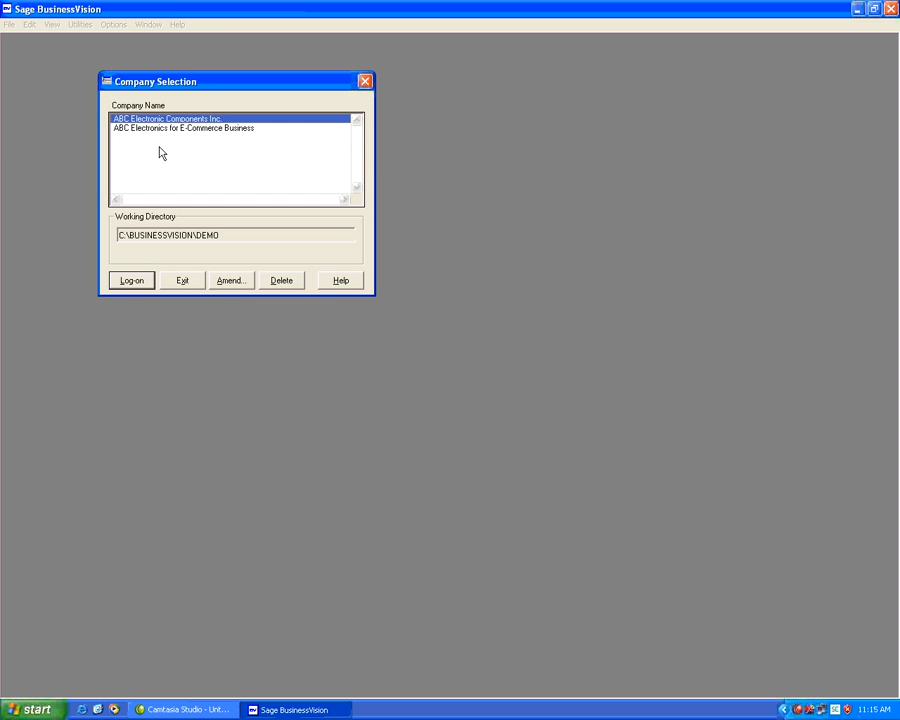 Sage BusinessVision
File Edit View Utilities Options Window Help
Company Selection
Company Name
ABC Electronic Components Inc.
ABC Electronics for E-Commerce Business
Working Directory
C:\BUSINESSVISION\DEMO
Log-on Exit Amend... Delete Help
start Camtasia Studio - Unt... Sage BusinessVision 11:15 AM